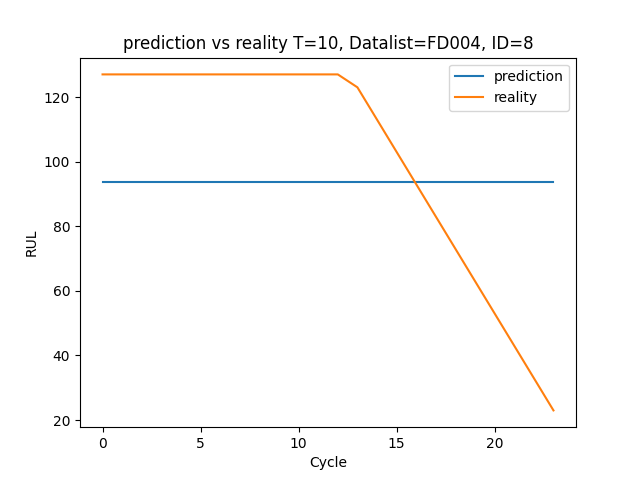 prediction vs reality T=10, Datalist=FD004, ID=8
prediction
reality
120
100
80
60
40
20
RUL
0 5 10 15 20
Cycle